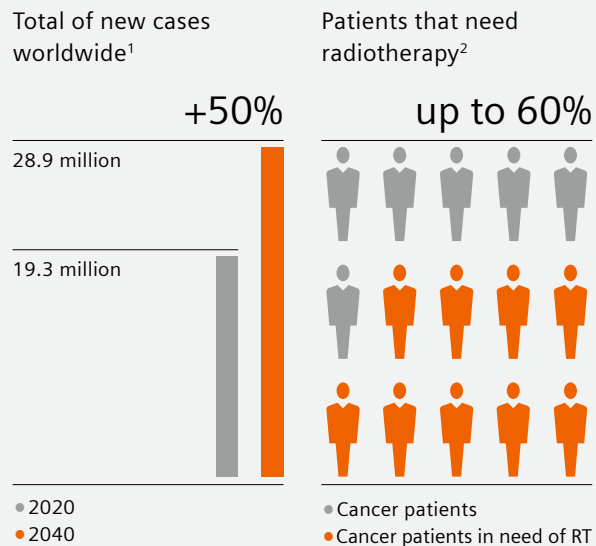 Total of new cases
worldwide¹
+50%
28.9 million
19.3 million
• 2020
• 2040
Patients that need
radiotherapy²
up to 60%
• Cancer patients
• Cancer patients in need of RT